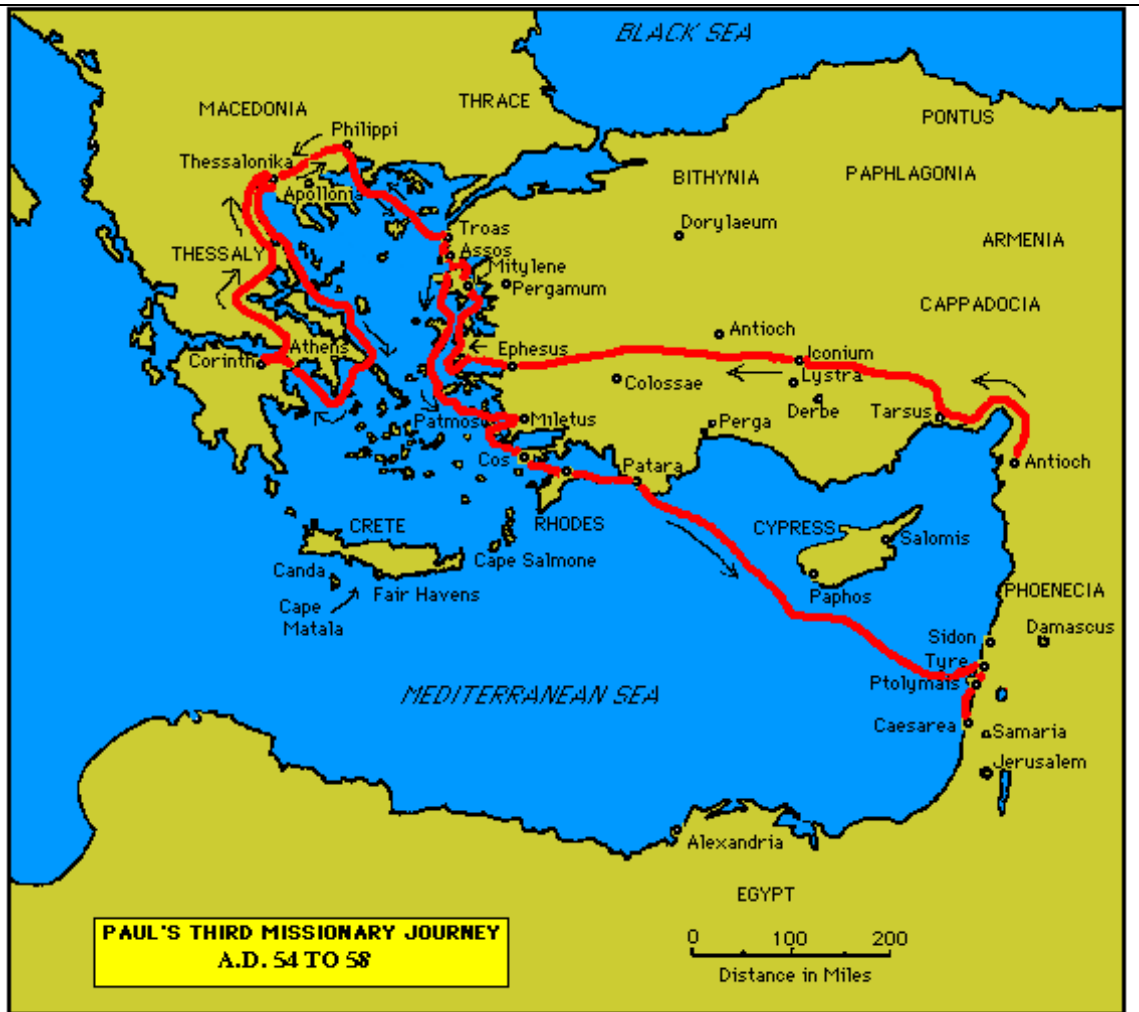 BLACK SEA
MACEDONIA
THRACE
PONTUS
Philippi
Thessalonika
Apollonia
BITHYNIA
PAPHLAGONIA
Dorylaeum
Troas
ARMENIA
THESSALY
Assos
Mitylene
Pergamum
CAPPADOCIA
Antioch
Athens
Ephesus
Iconium
Corinth
Colossae
Lystra
Derbe
Tarsus
Patmos
Miletus
Perga
Cos
Patara
Antioch
CRETE
RHODES
CYPRESS
Salomis
Cape Salmone
Canda
Fair Havens
Paphos
PHOENECIA
Cape
Matala
Sidon
Damascus
Tyre
Ptolymais
MEDITERRANEAN SEA
Caesarea
Samaria
Jerusalem
Alexandria
EGYPT
PAUL'S THIRD MISSIONARY JOURNEY
A.D. 54 TO 58
0 100 200
Distance in Miles